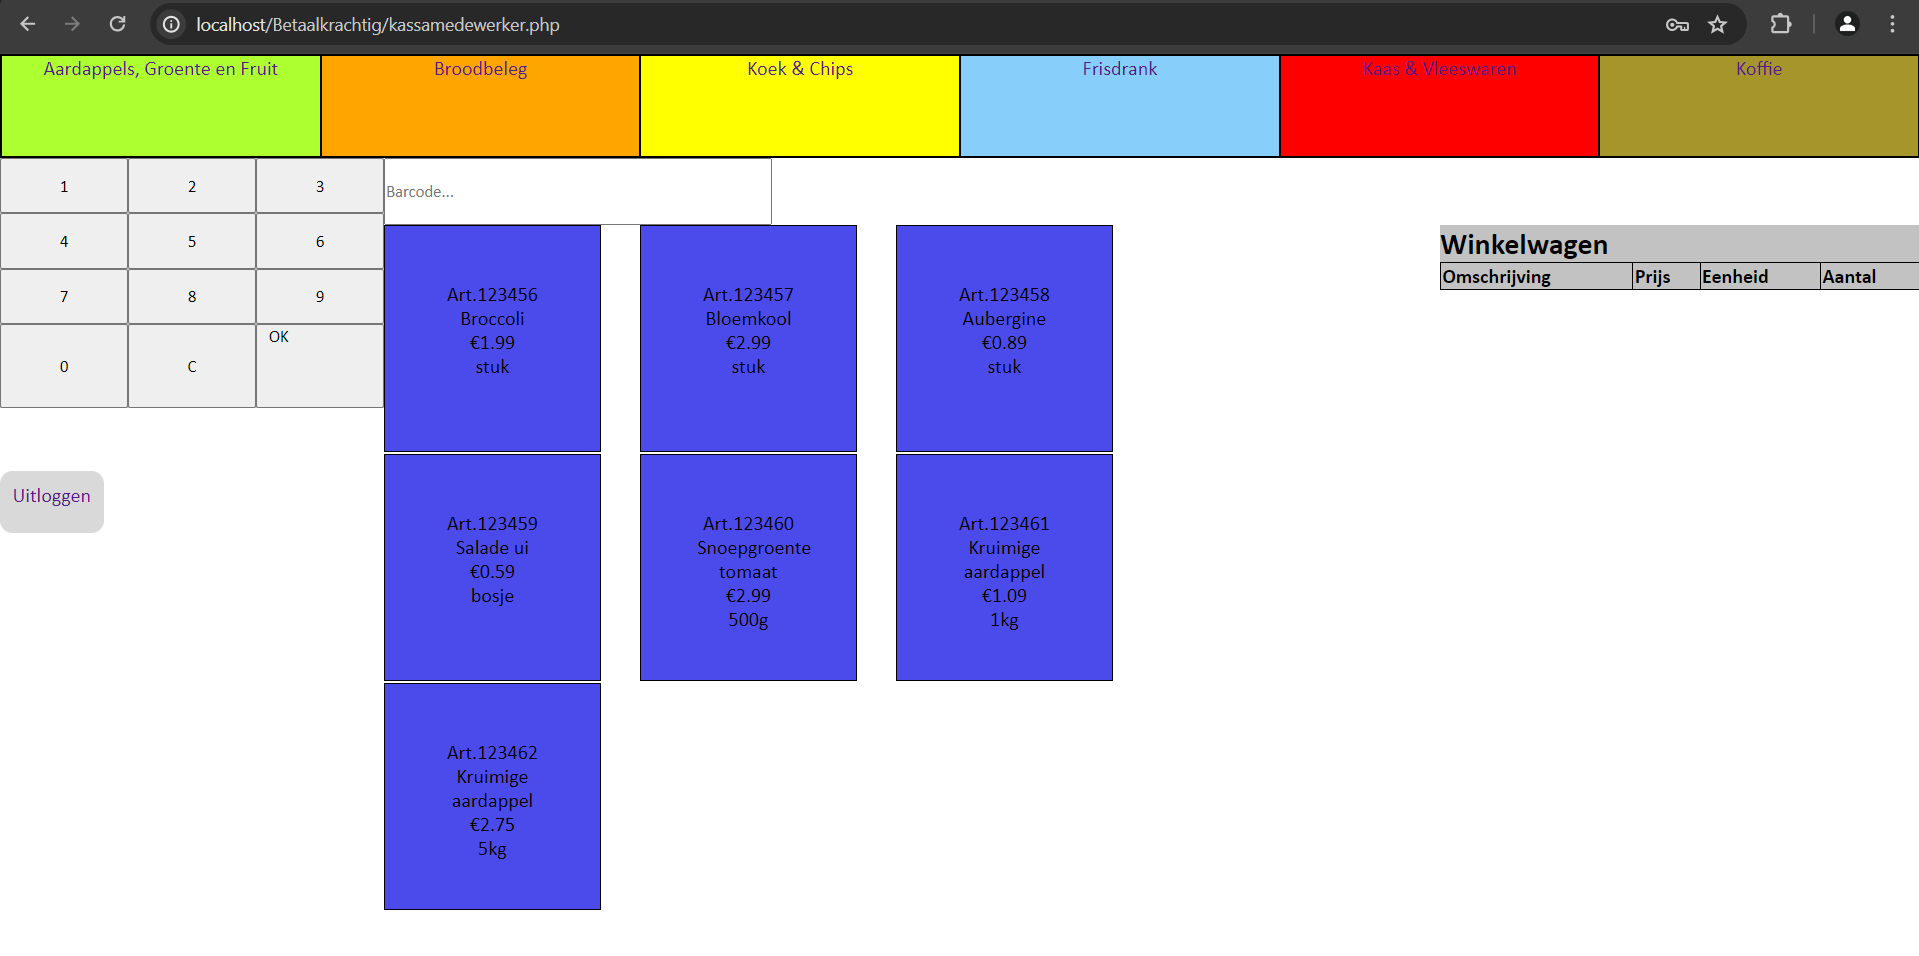 localhost/Betaalkrachtig/kassamedewerker.php
Aardappels, Groente en Fruit
Broodbeleg
Koek & Chips
Frisdrank
Kaas & Vleeswaren
Koffie
1
2
3
4
5
6
7
8
9
0
C
OK
Uitloggen
Barcode...
Art.123456
Broccoli
€1.99
stuk
Art.123457
Bloemkool
€2.99
stuk
Art.123458
Aubergine
€0.89
stuk
Art.123459
Salade ui
€0.59
bosje
Art.123460
Snoepgroente
tomaat
€2.99
500g
Art.123461
Kruimige
aardappel
€1.09
1kg
Art.123462
Kruimige
aardappel
€2.75
5kg
Winkelwagen
Omschrijving
Prijs
Eenheid
Aantal